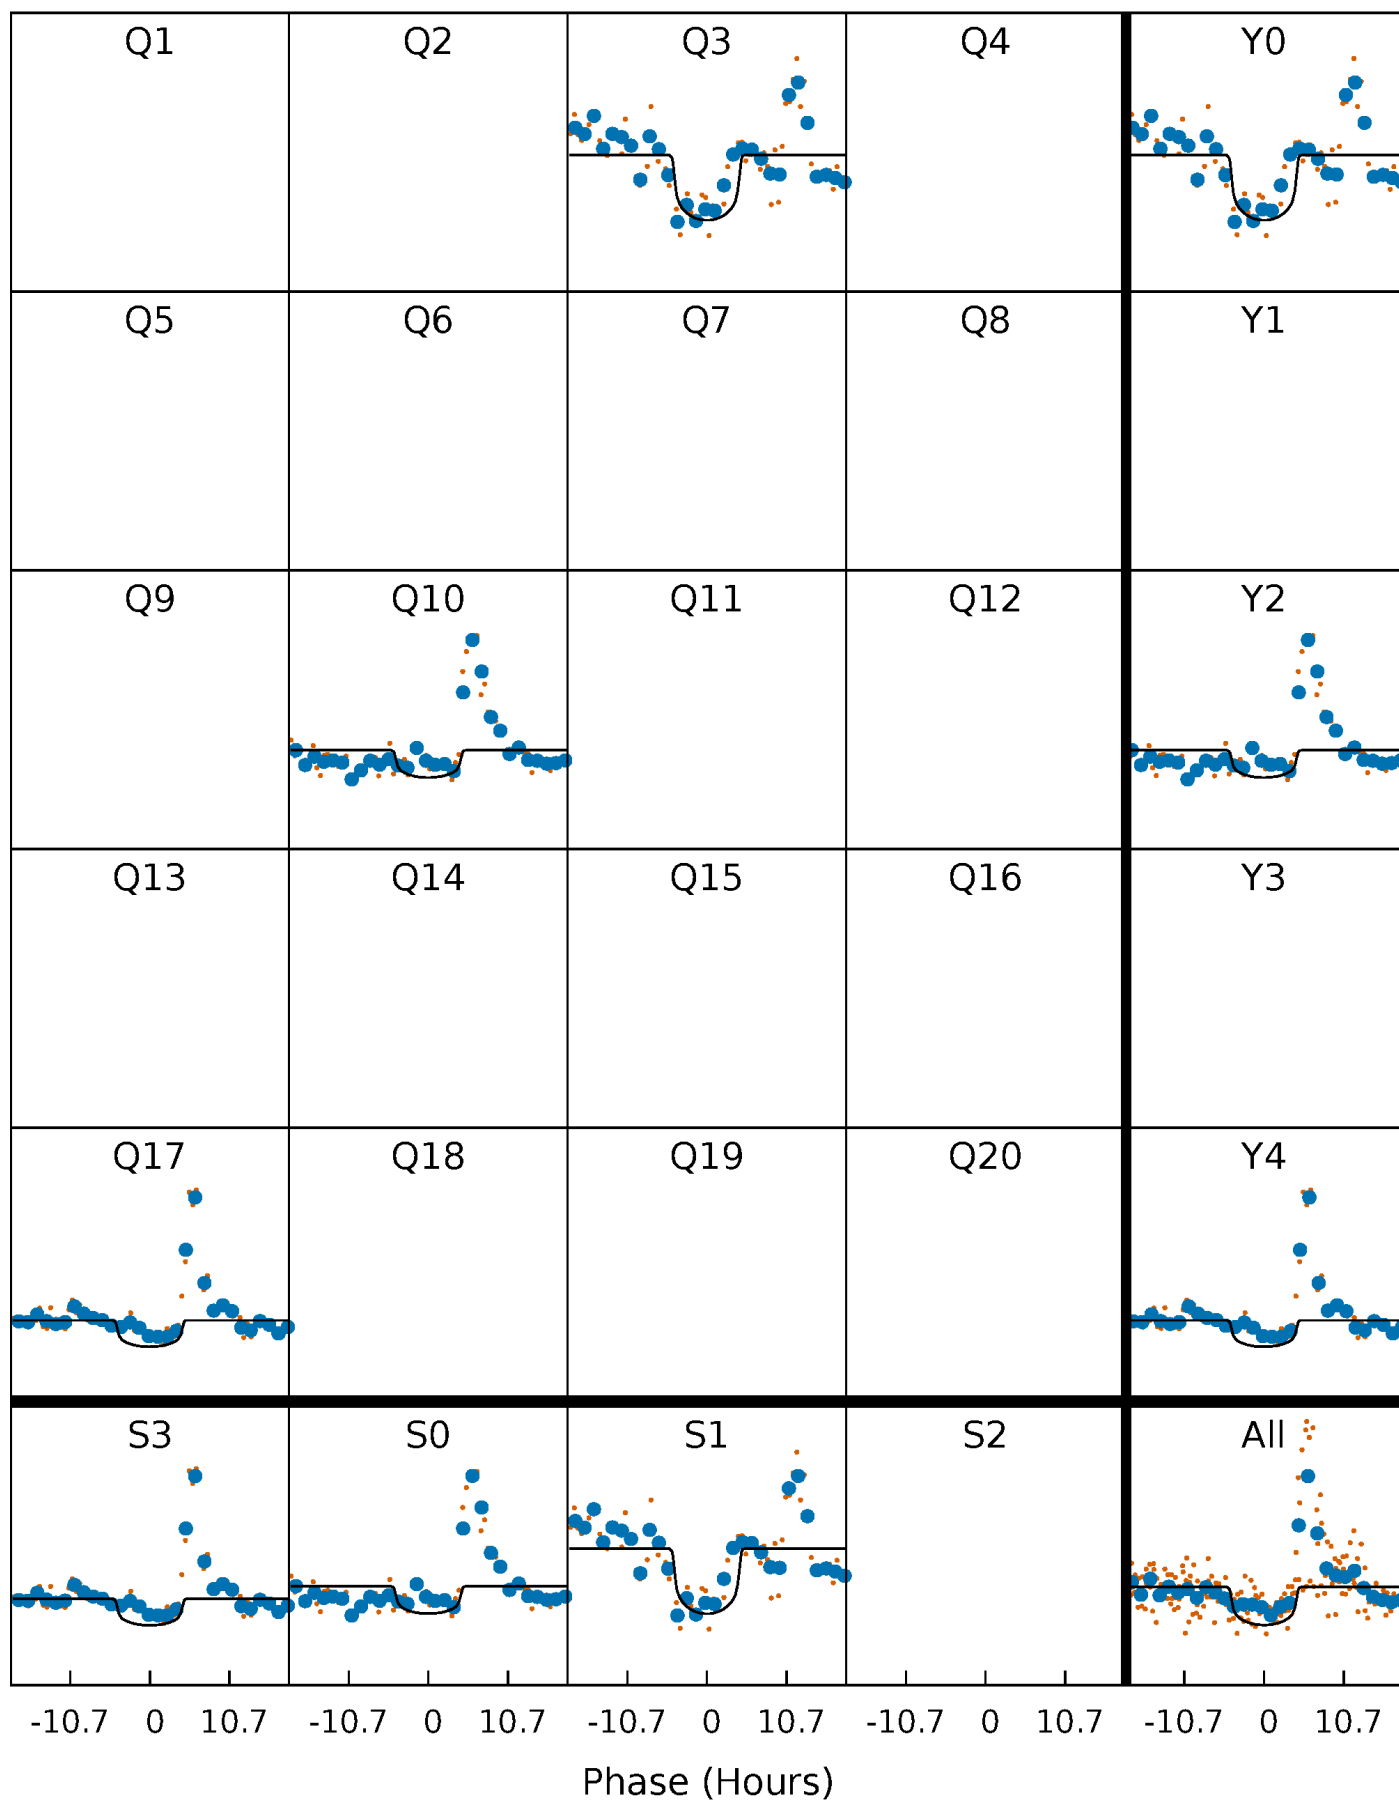 Q1 Q2 Q3 Q4 Y0
Q5 Q6 Q7 Q8 Y1
Q9 Q10 Q11 Q12 Y2
Q13 Q14 Q15 Q16 Y3
Q17 Q18 Q19 Q20 Y4
S3 S0 S1 S2 All
-10.7 0 10.7 -10.7 0 10.7 -10.7 0 10.7 -10.7 0 10.7 -10.7 0 10.7
Phase (Hours)